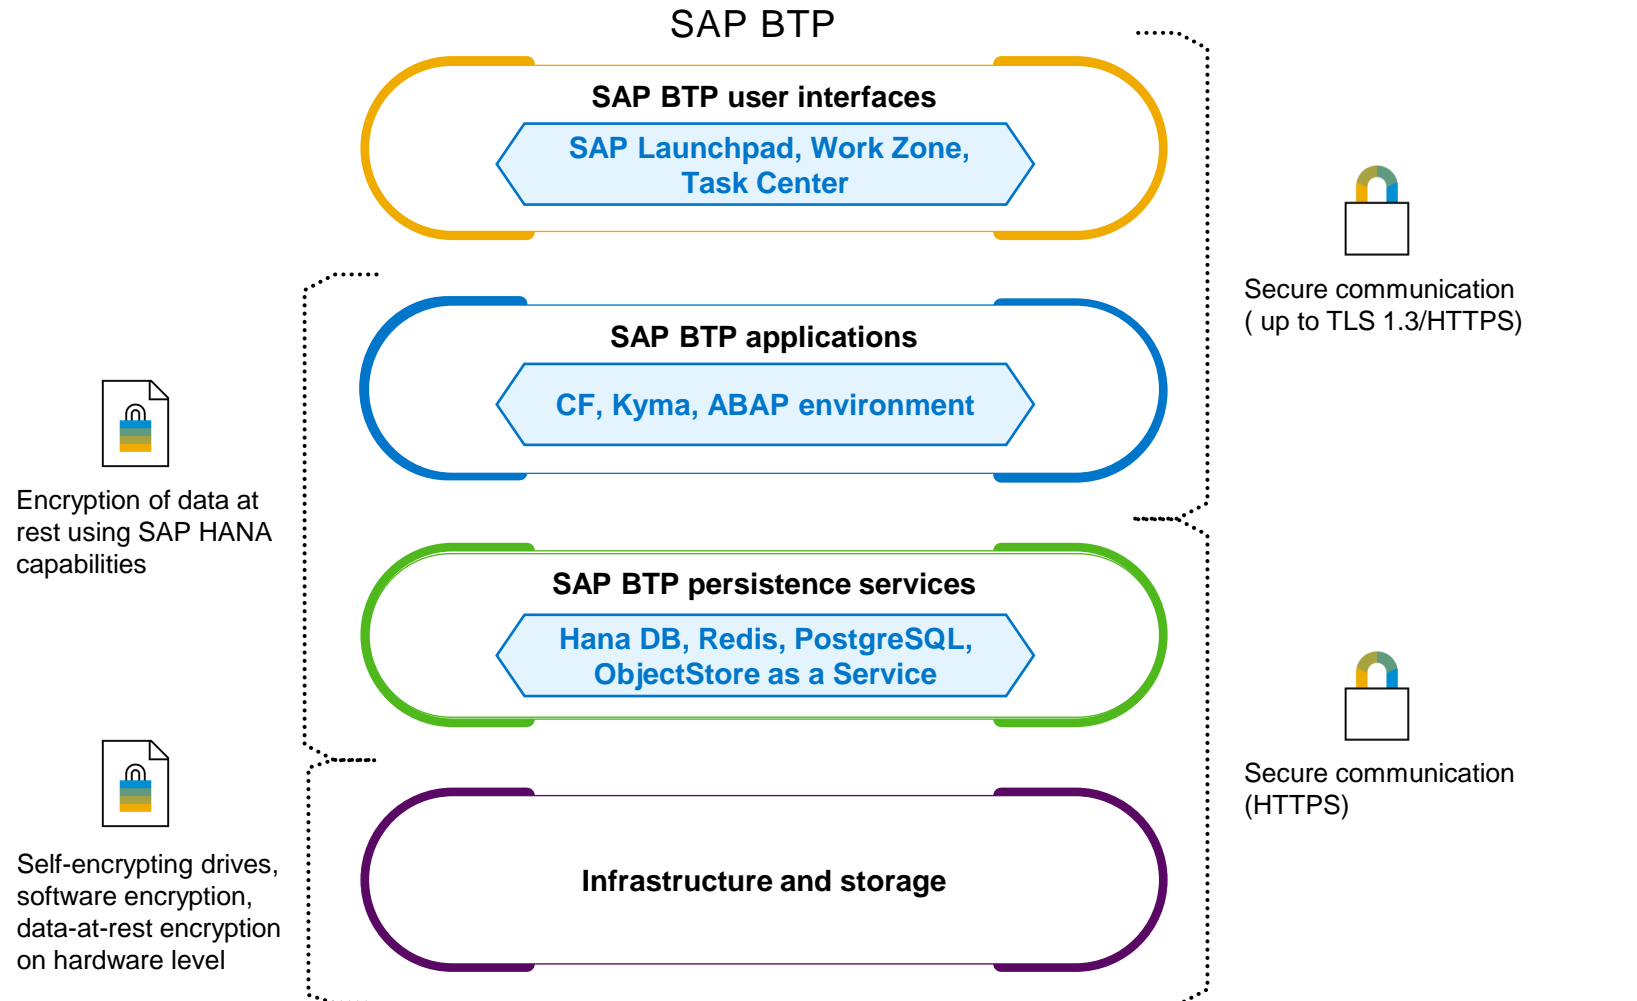 SAP BTP
SAP BTP user interfaces
SAP Launchpad, Work Zone,
Task Center
Secure communication
( up to TLS 1.3/HTTPS)
SAP BTP applications
CF, Kyma, ABAP environment
Encryption of data at
rest using SAP HANA
capabilities
SAP BTP persistence services
Hana DB, Redis, PostgreSQL,
ObjectStore as a Service
Secure communication
(HTTPS)
Self-encrypting drives,
software encryption,
data-at-rest encryption
on hardware level
Infrastructure and storage